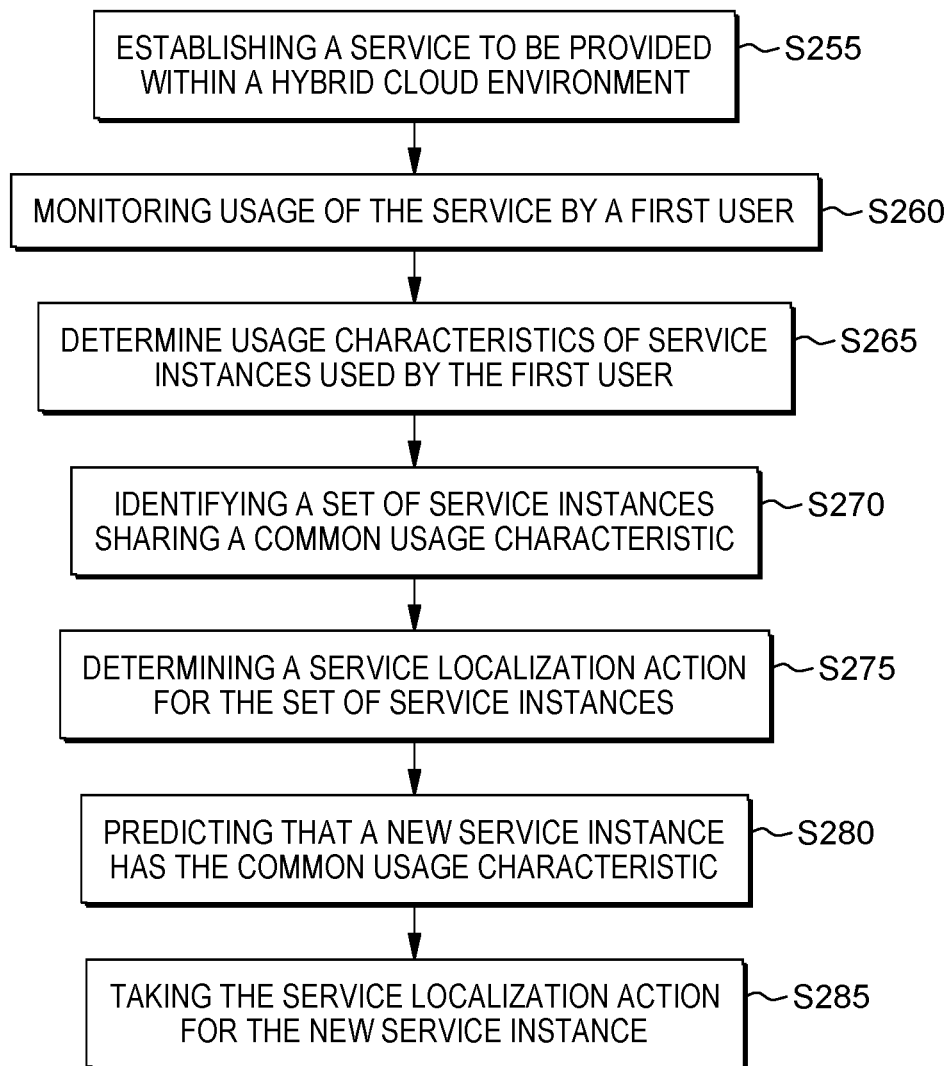 ESTABLISHING A SERVICE TO BE PROVIDED
WITHIN A HYBRID CLOUD ENVIRONMENT
S255
MONITORING USAGE OF THE SERVICE BY A FIRST USER
S260
DETERMINE USAGE CHARACTERISTICS OF SERVICE
INSTANCES USED BY THE FIRST USER
S265
IDENTIFYING A SET OF SERVICE INSTANCES
SHARING A COMMON USAGE CHARACTERISTIC
S270
DETERMINING A SERVICE LOCALIZATION ACTION
FOR THE SET OF SERVICE INSTANCES
S275
PREDICTING THAT A NEW SERVICE INSTANCE
HAS THE COMMON USAGE CHARACTERISTIC
S280
TAKING THE SERVICE LOCALIZATION ACTION
FOR THE NEW SERVICE INSTANCE
S285